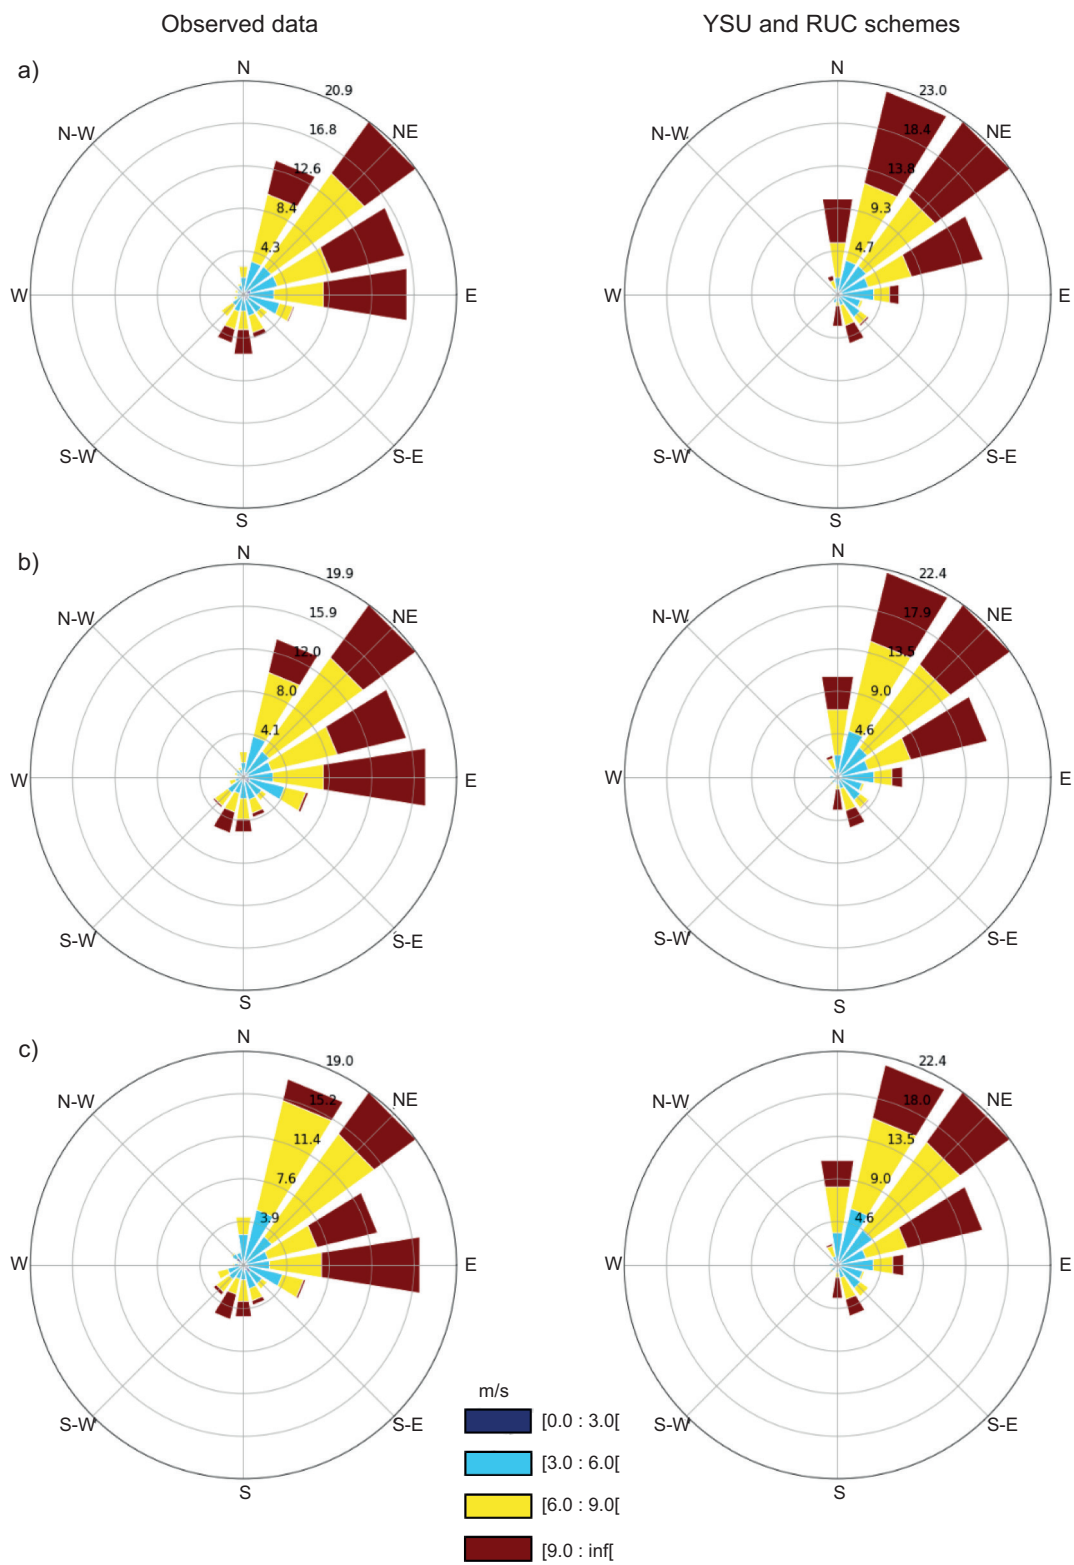 Observed data
YSU and RUC schemes
a)
N
N
20.9
23.0
N-W
16.8
NE
N-W
18.4
NE
12.6
13.8
8.4
9.3
4.3
4.7
W
E
W
E
S-W
S-E
S-W
S-E
S
S
b)
N
N
19.9
22.4
N-W
15.9
NE
N-W
17.9
NE
12.0
13.5
8.0
9.0
4.1
4.6
W
E
W
E
S-W
S-E
S-W
S-E
S
S
c)
N
N
19.0
22.4
N-W
15.2
NE
N-W
18.0
NE
11.4
13.5
7.6
9.0
3.9
4.6
W
E
W
E
S-W
S-E
S-W
S-E
S
S
m/s
[0.0 : 3.0[
[3.0 : 6.0[
[6.0 : 9.0[
[9.0 : inf[